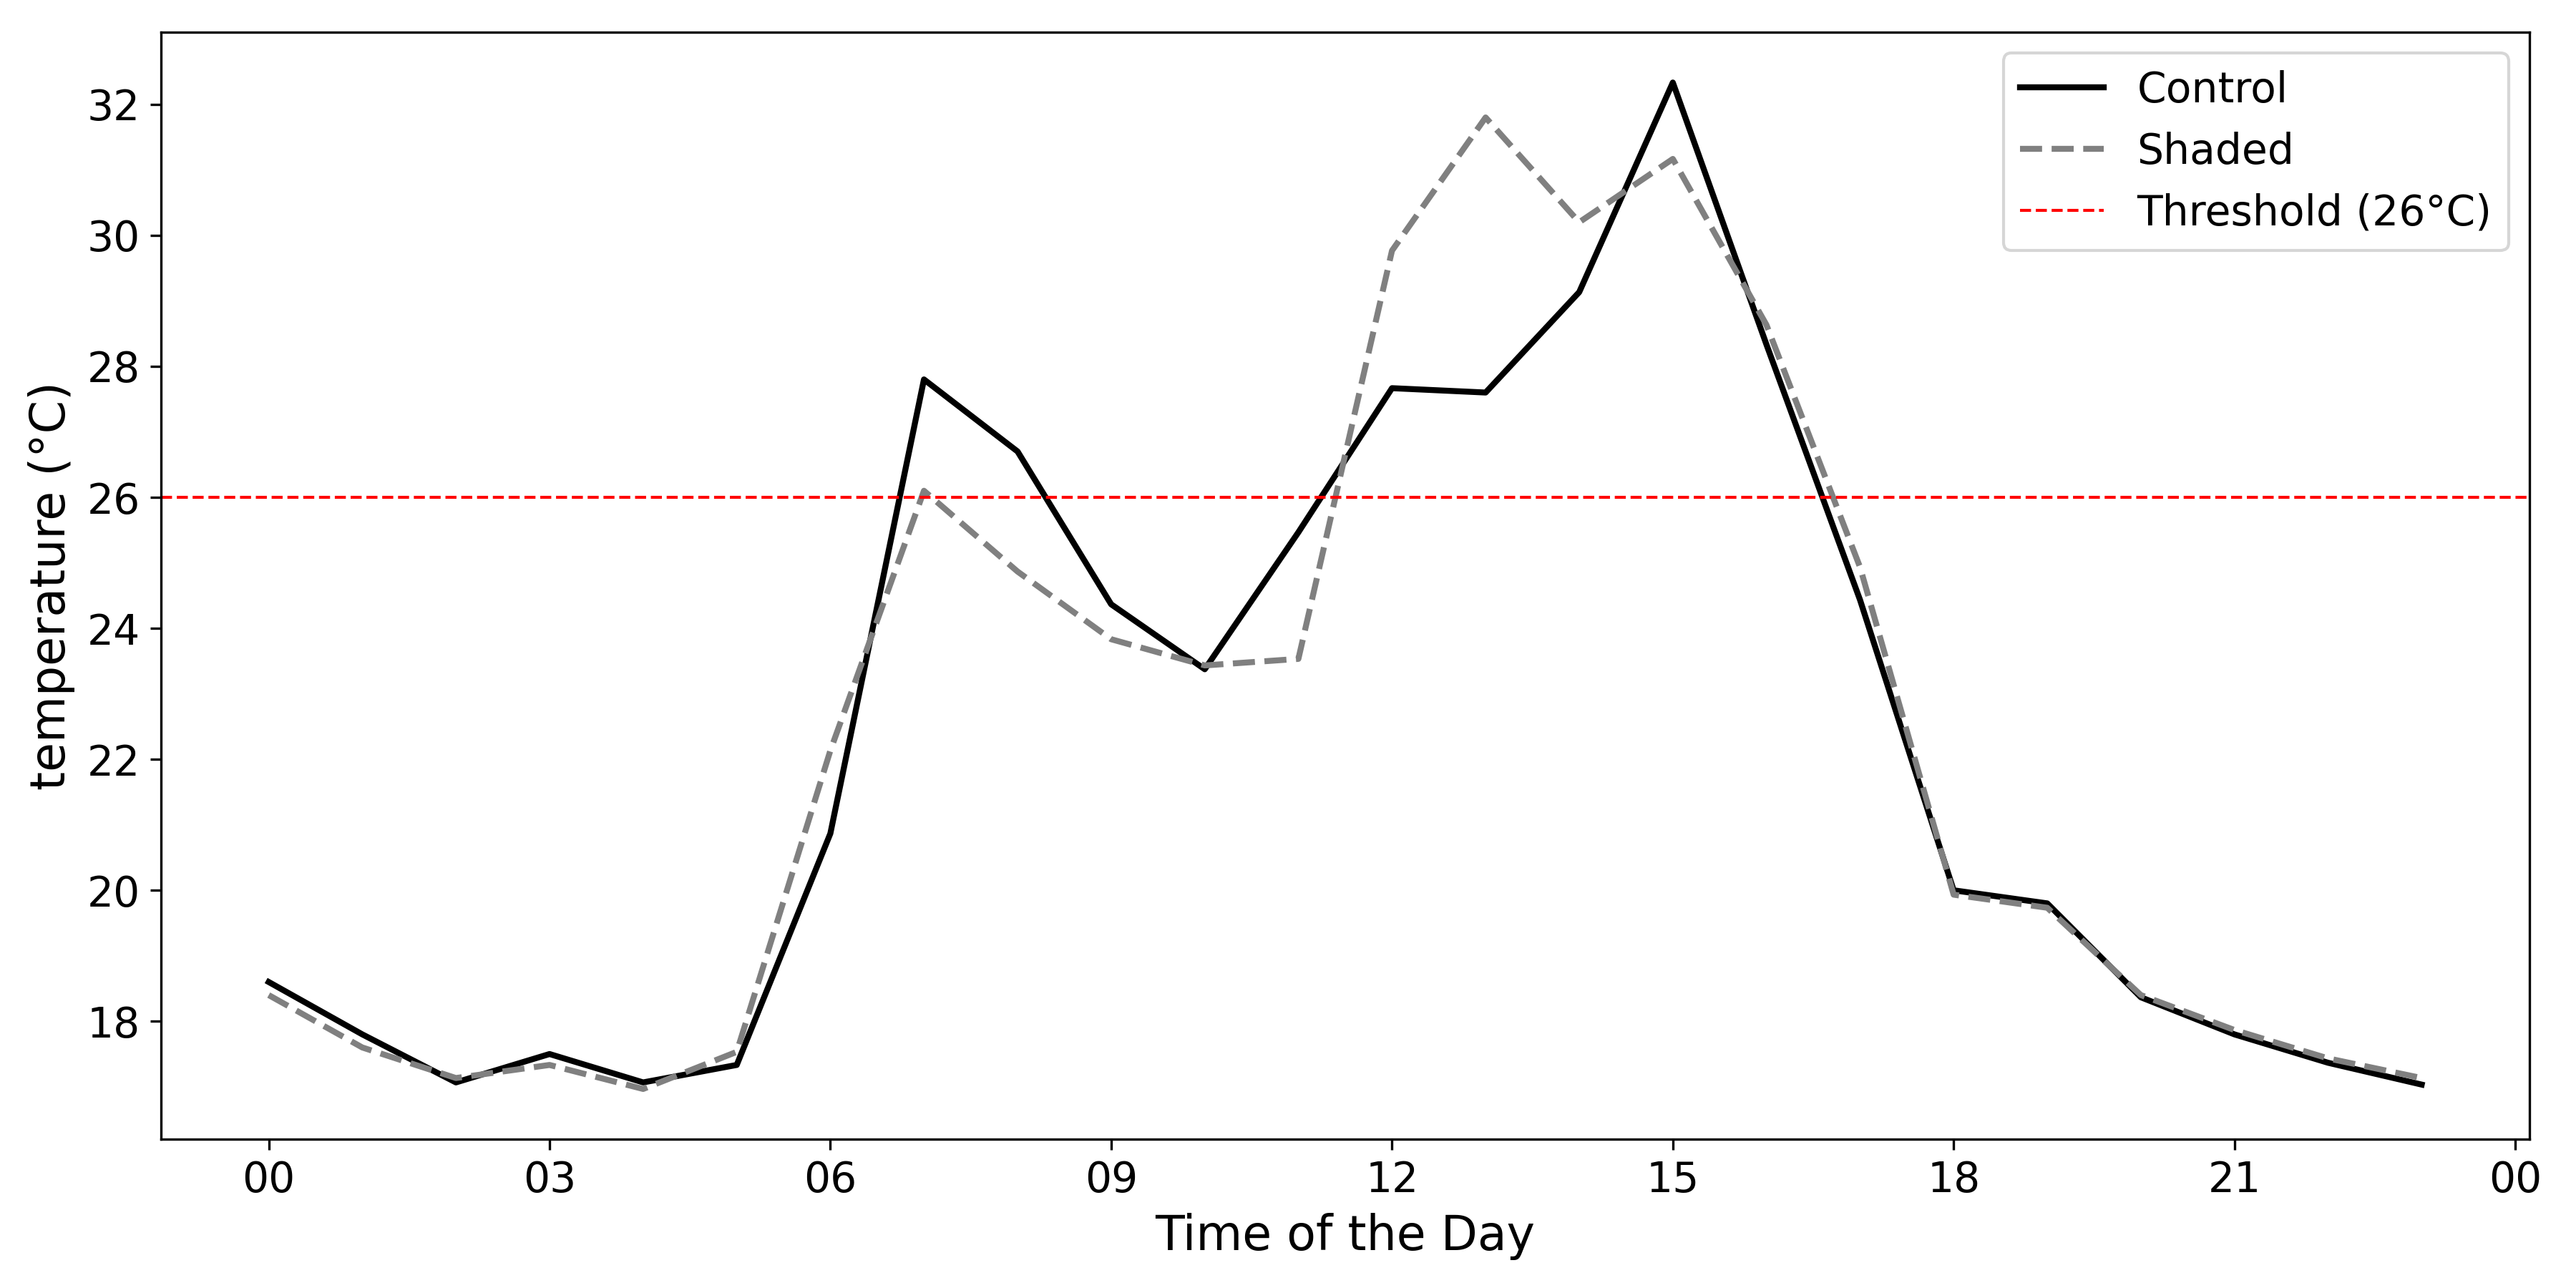 Control
Shaded
Threshold (26°C)
temperature (°C)
32
30
28
26
24
22
20
18
00 03 06 09 12 15 18 21 00
Time of the Day